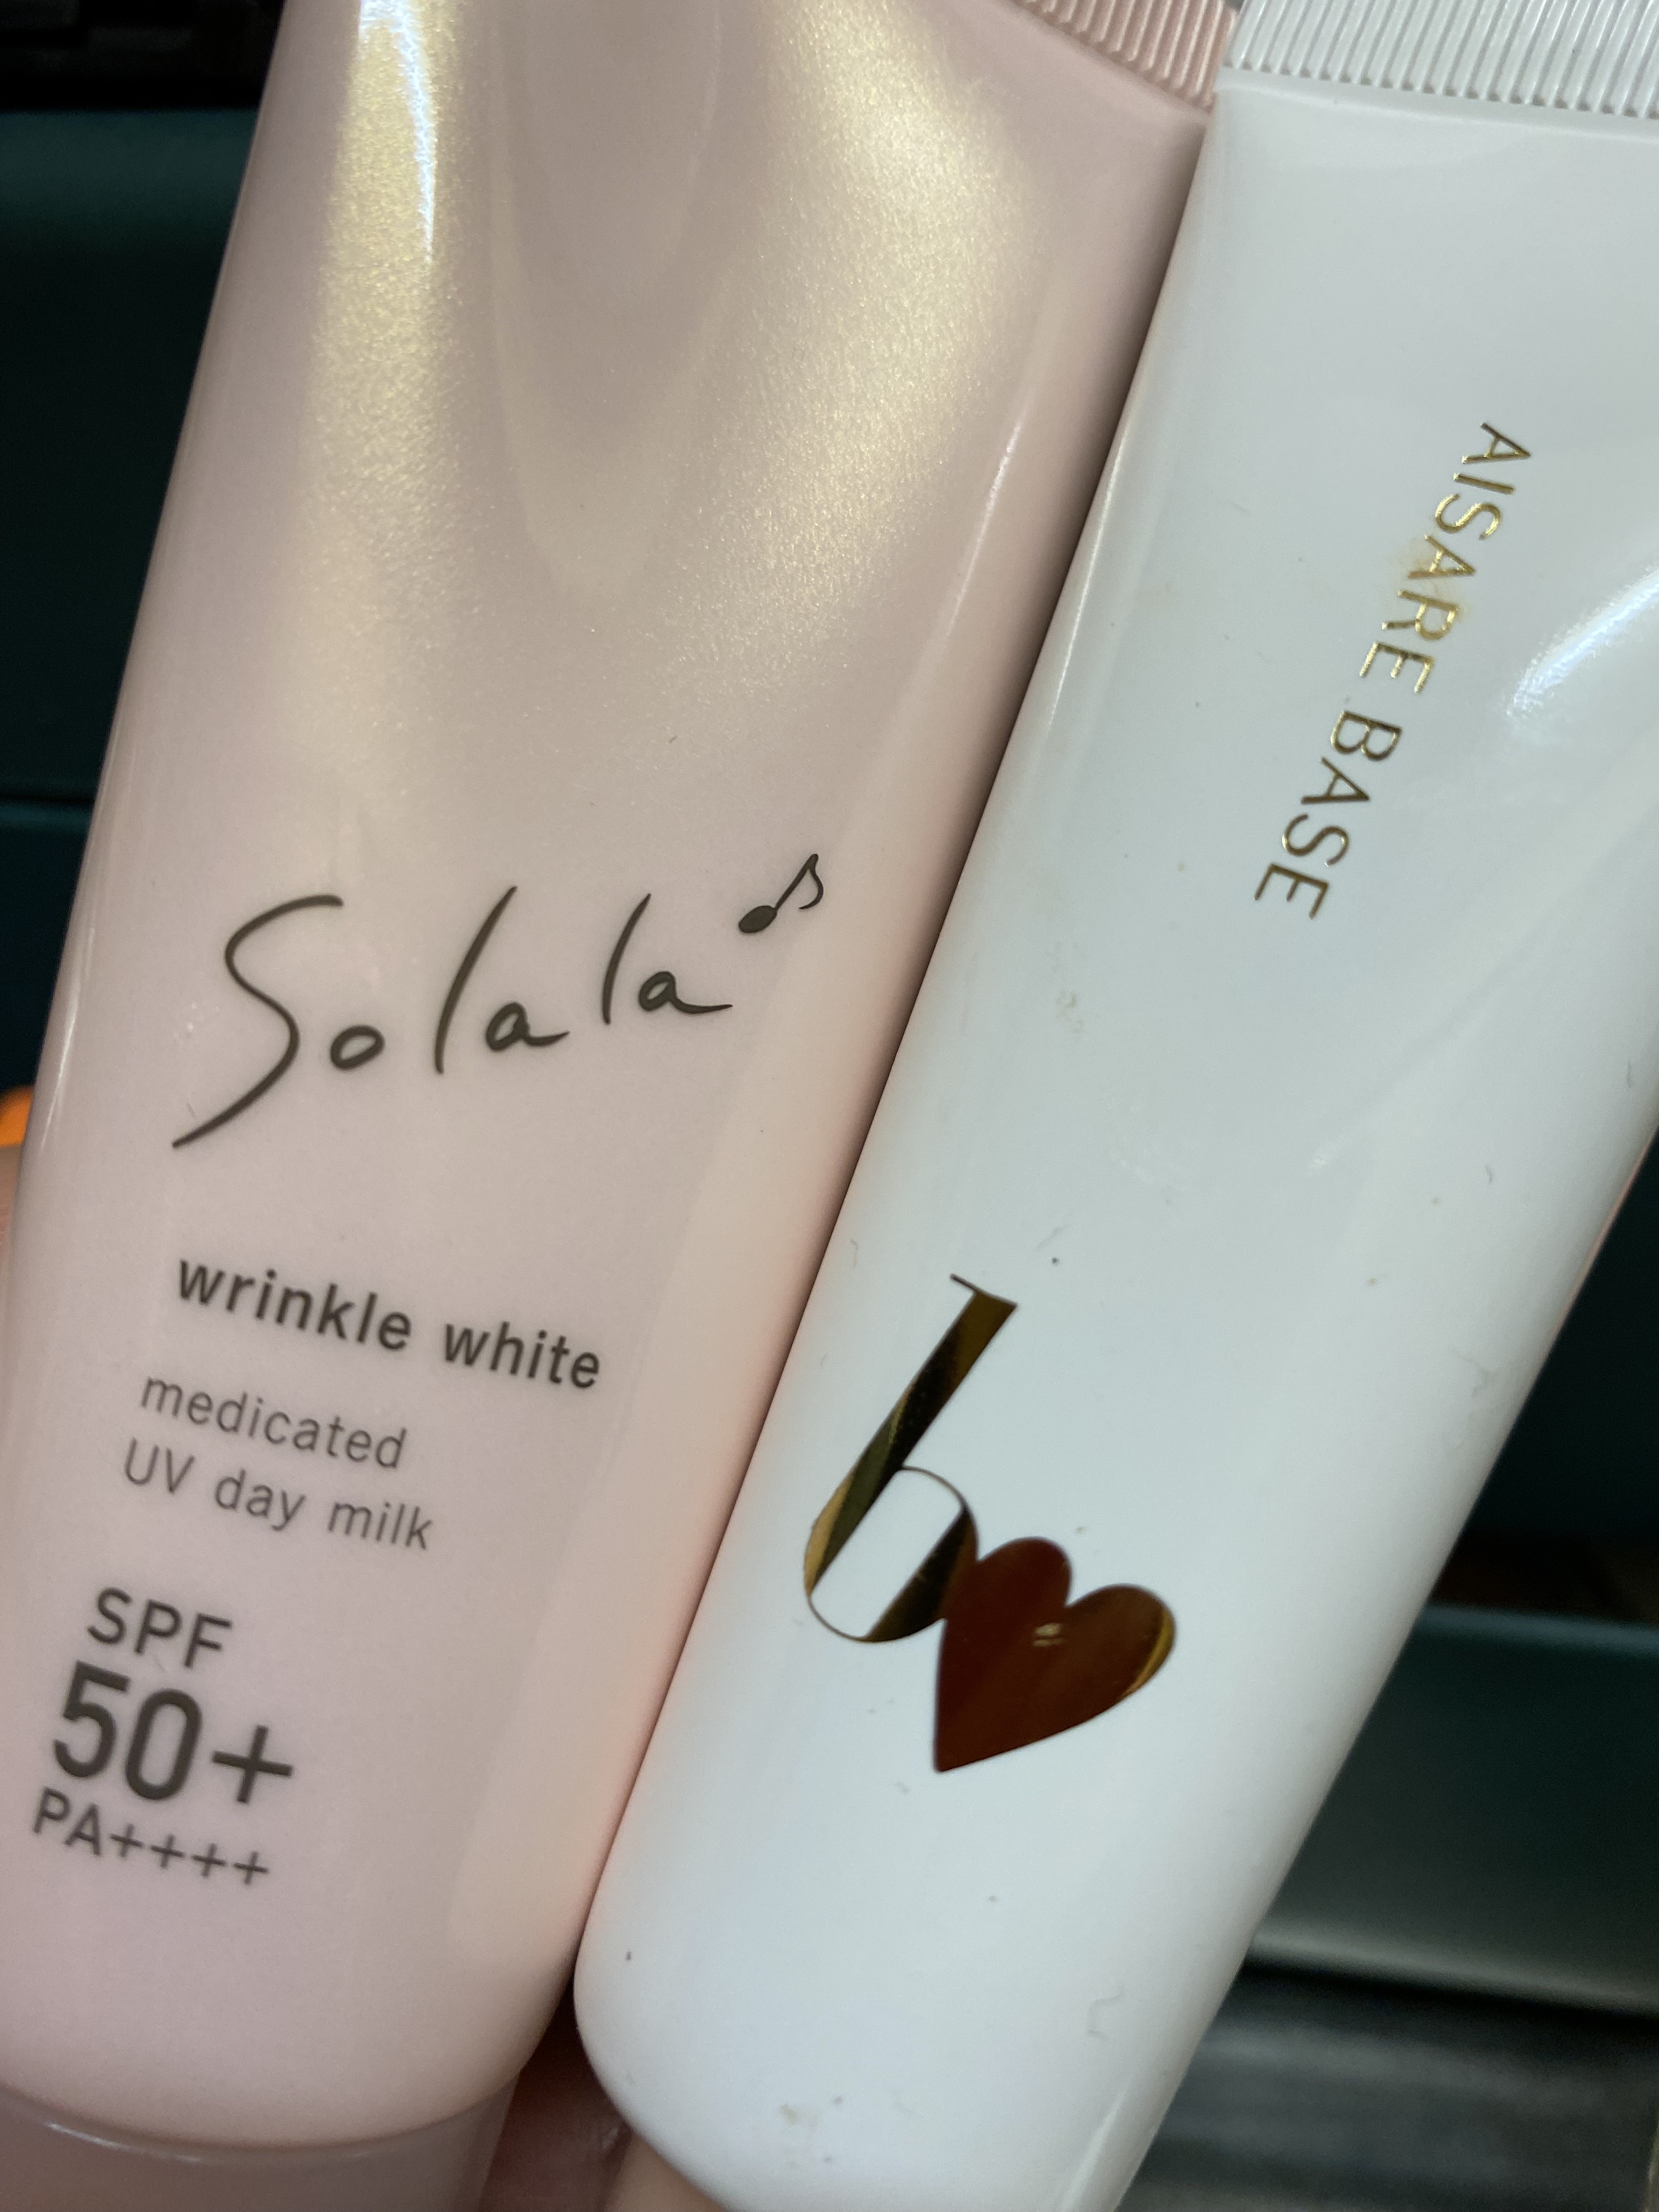 Solala♪
wrinkle white
medicated
UV day milk
SPF
50+
PA++++
AISARE BASE
b